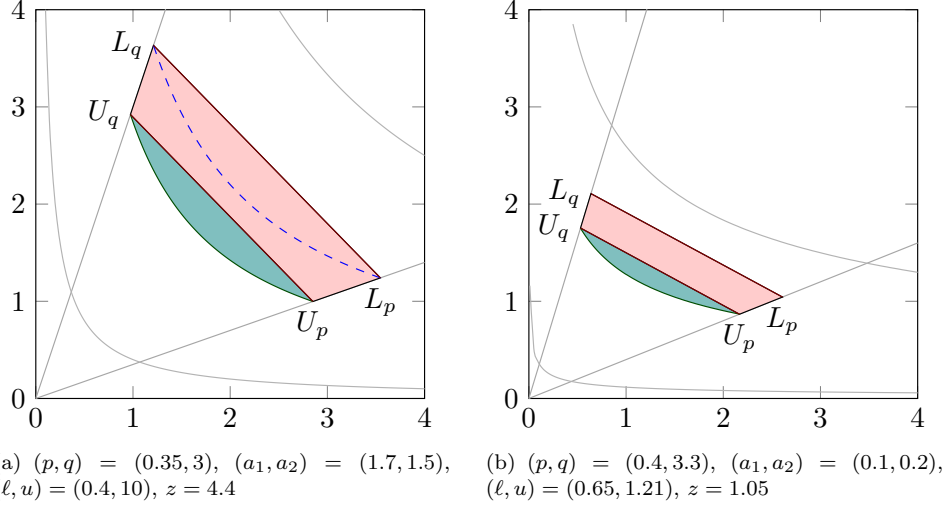 4
3
2
1
0
0 1 2 3 4
L_q
U_q
U_p
L_p
4
3
2
1
0
0 1 2 3 4
L_q
U_q
U_p
L_p
a) (p, q) = (0.35, 3), (a_1, a_2) = (1.7, 1.5),
ℓ, u) = (0.4, 10), z = 4.4
(b) (p, q) = (0.4, 3.3), (a_1, a_2) = (0.1, 0.2),
(ℓ, u) = (0.65, 1.21), z = 1.05